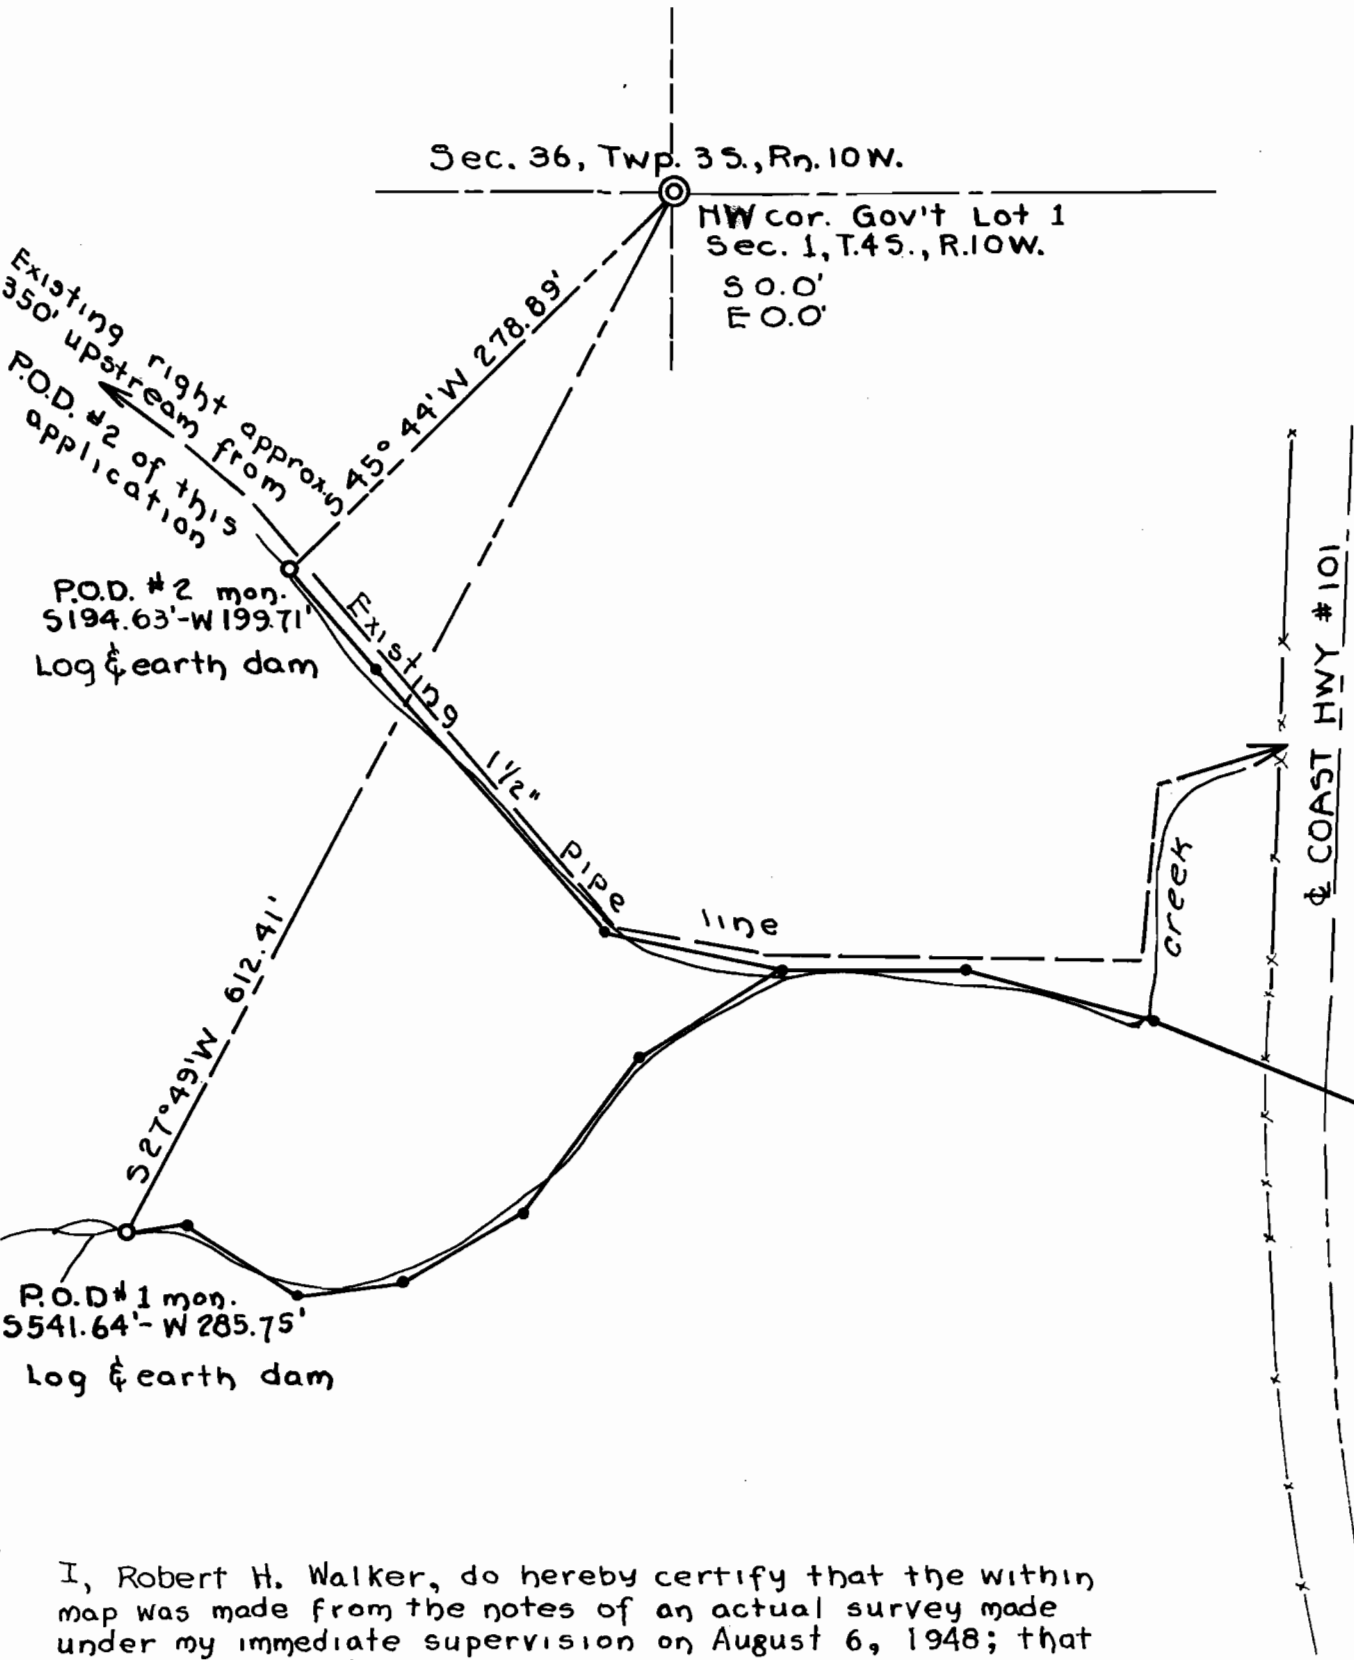 Sec. 36, Twp. 3S., Rn. 10W.
NW cor. Gov't Lot 1
Sec. 1, T.4S., R.10W.
S 0.0'
E 0.0'
Existing right approx.
350' upstream from
P.O.D. #2 of this
application
S 45° 44' W 278.89'
P.O.D. #2 mon.
S194.63'-W199.71'
Log & earth dam
Existing 1½" pipe line
creek
℄ COAST HWY #101
S27°49'W 612.41'
P.O.D #1 mon.
S541.64'- W 285.75'
Log & earth dam
I, Robert H. Walker, do hereby certify that the within
map was made from the notes of an actual survey made
under my immediate supervision on August 6, 1948; that